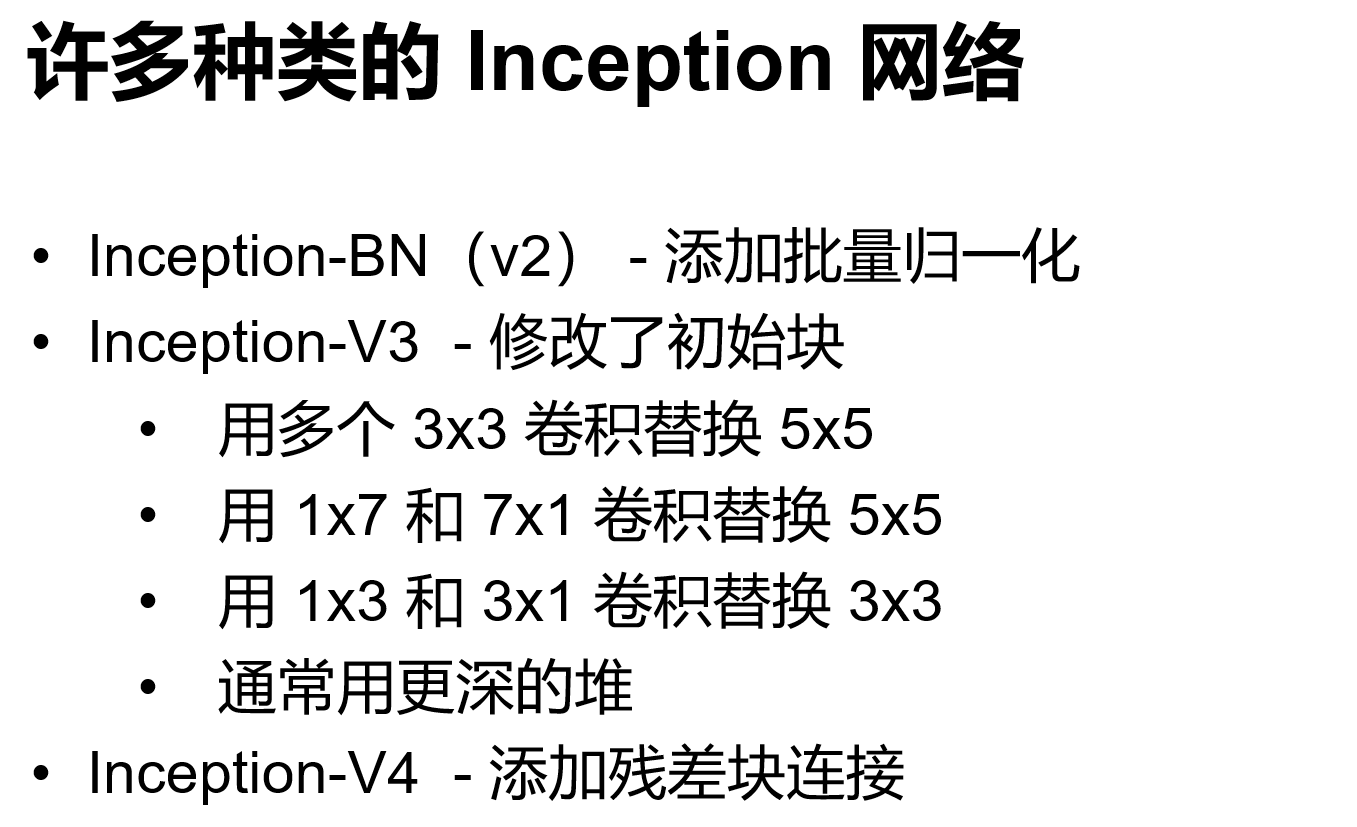 许多种类的 Inception 网络
• Inception-BN（v2） - 添加批量归一化
• Inception-V3 - 修改了初始块
• 用多个 3x3 卷积替换 5x5
• 用 1x7 和 7x1 卷积替换 5x5
• 用 1x3 和 3x1 卷积替换 3x3
• 通常用更深的堆
• Inception-V4 - 添加残差块连接